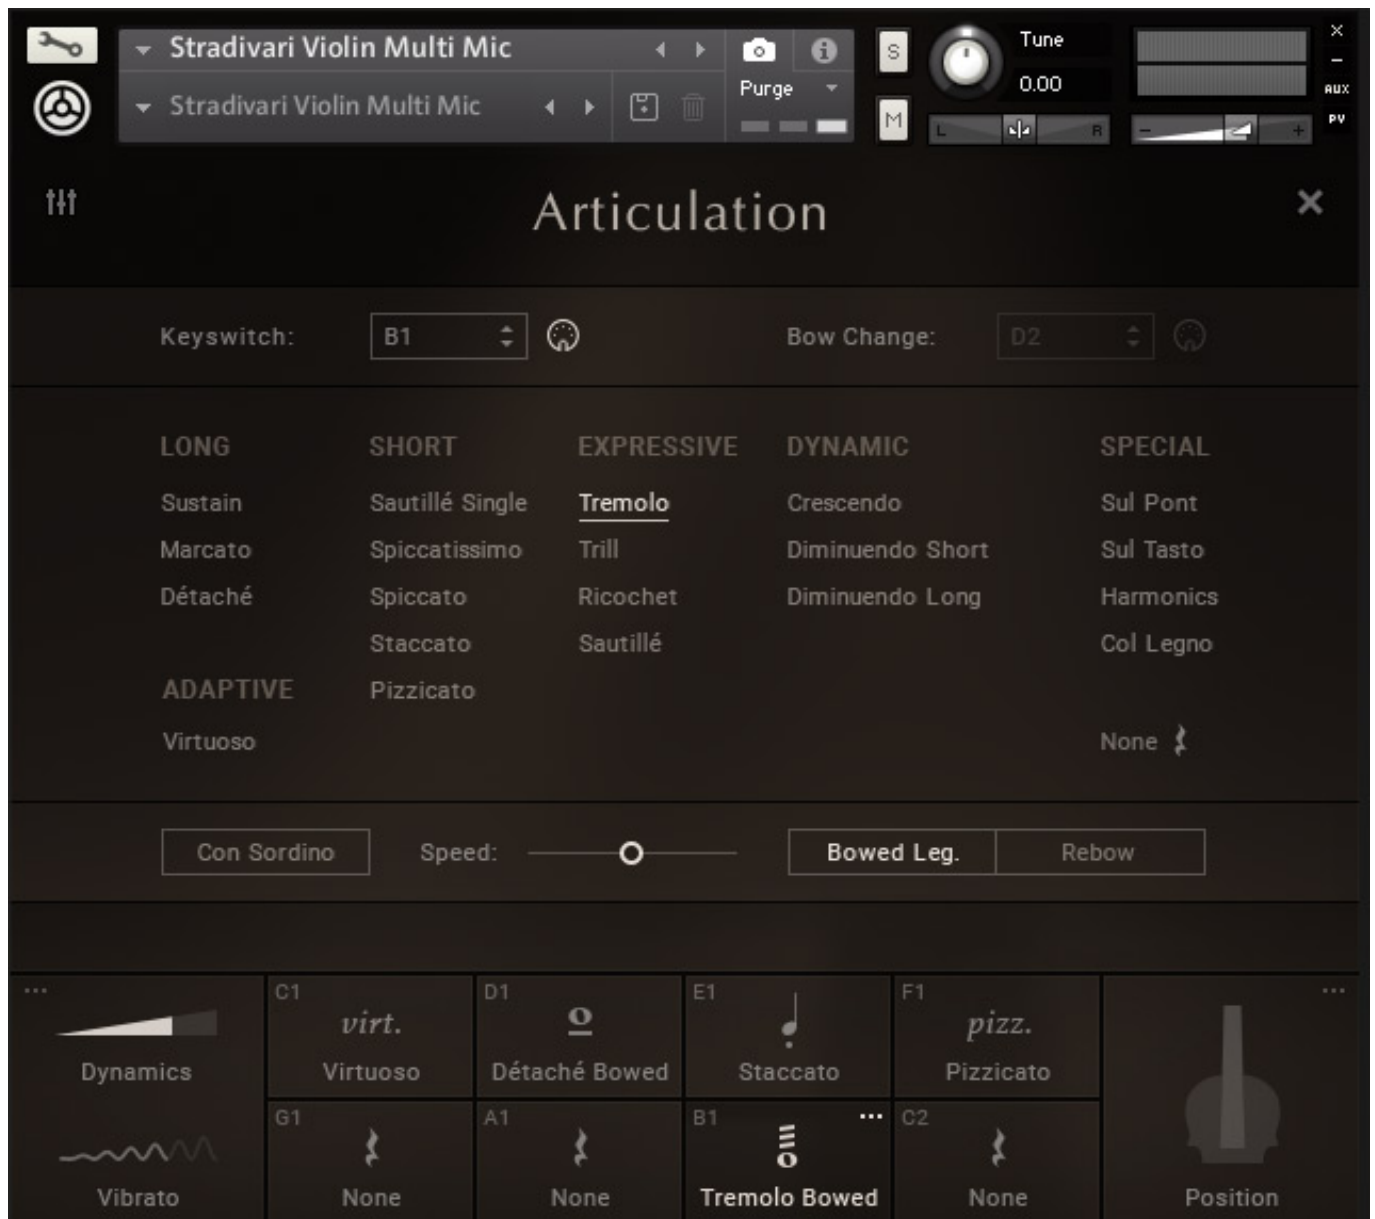 Stradivari Violin Multi Mic
Stradivari Violin Multi Mic
Purge
S
M
Tune
0.00
L
R
-
+
×
–
AUX
PV
Articulation
×
Keyswitch: B1
Bow Change: D2
LONG
Sustain
Marcato
Détaché
ADAPTIVE
Virtuoso
SHORT
Sautillé Single
Spiccatissimo
Spiccato
Staccato
Pizzicato
EXPRESSIVE
Tremolo
Trill
Ricochet
Sautillé
DYNAMIC
Crescendo
Diminuendo Short
Diminuendo Long
SPECIAL
Sul Pont
Sul Tasto
Harmonics
Col Legno
None
Con Sordino
Speed:
Bowed Leg.
Rebow
Dynamics
Vibrato
C1
virt.
Virtuoso
D1
Détaché Bowed
E1
Staccato
F1
pizz.
Pizzicato
G1
None
A1
None
B1
Tremolo Bowed
C2
None
Position